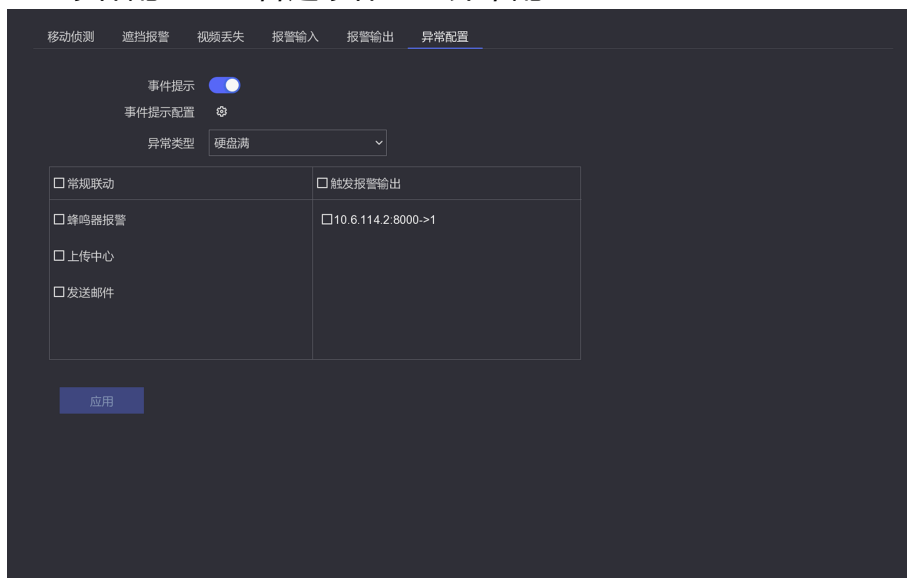 移动侦测 遮挡报警 视频丢失 报警输入 报警输出 异常配置
事件提示
事件提示配置
异常类型 硬盘满
常规联动 触发报警输出
蜂鸣器报警 10.6.114.2:8000->1
上传中心
发送邮件
应用